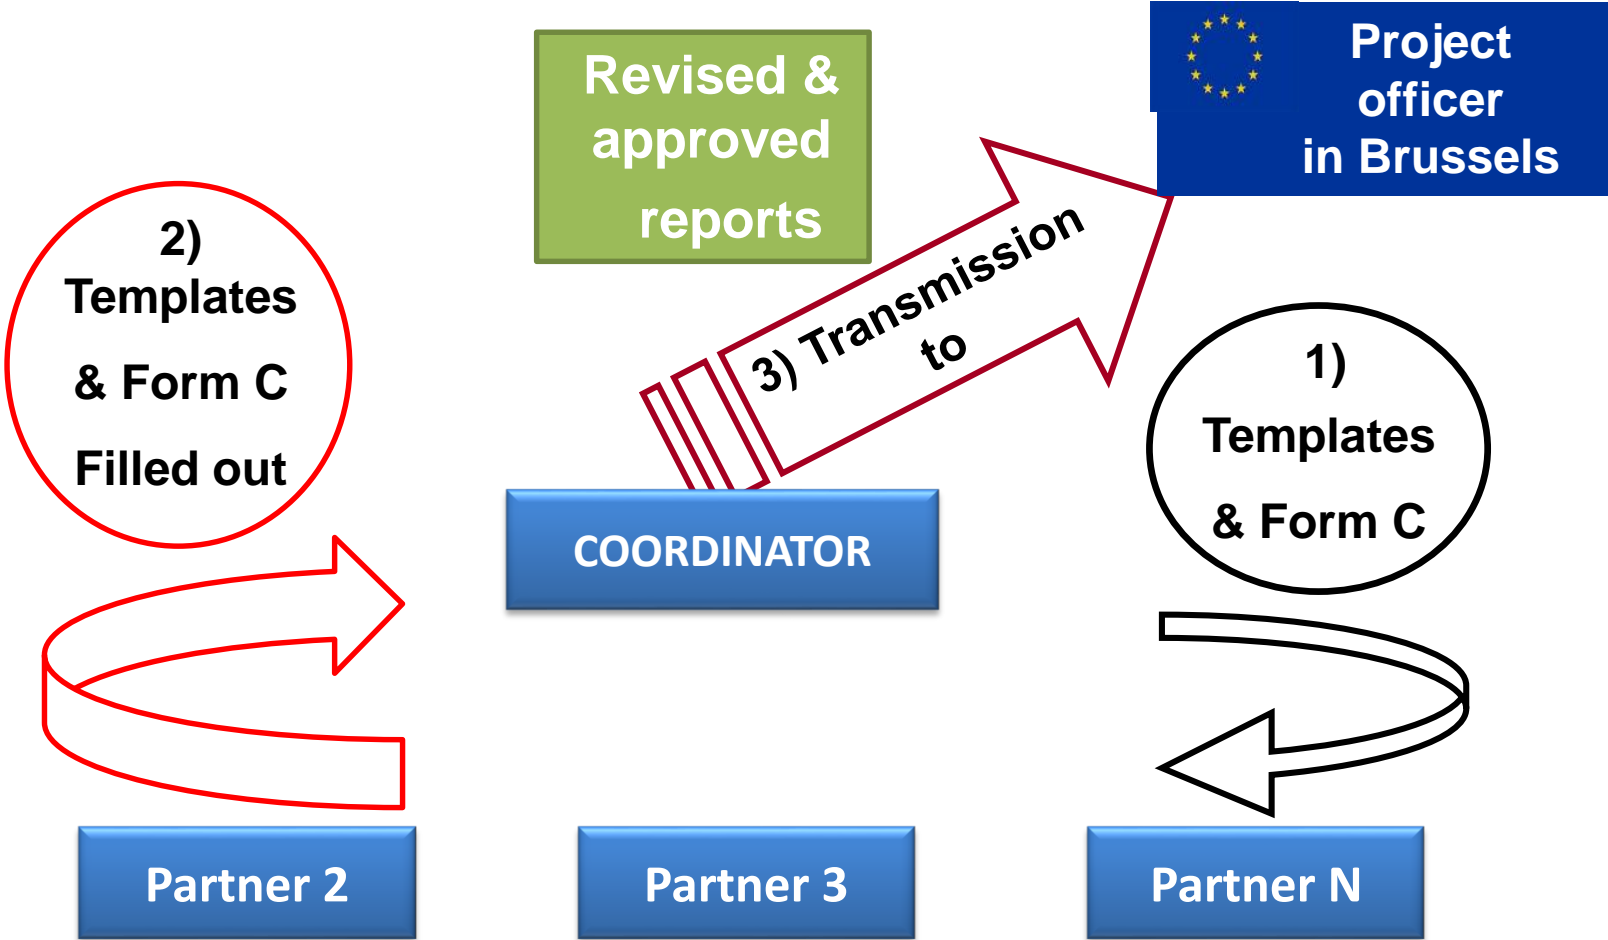 Revised &
approved
reports
Project
officer
in Brussels
2)
Templates
& Form C
Filled out
3) Transmission
to
1)
Templates
& Form C
COORDINATOR
Partner 2
Partner 3
Partner N